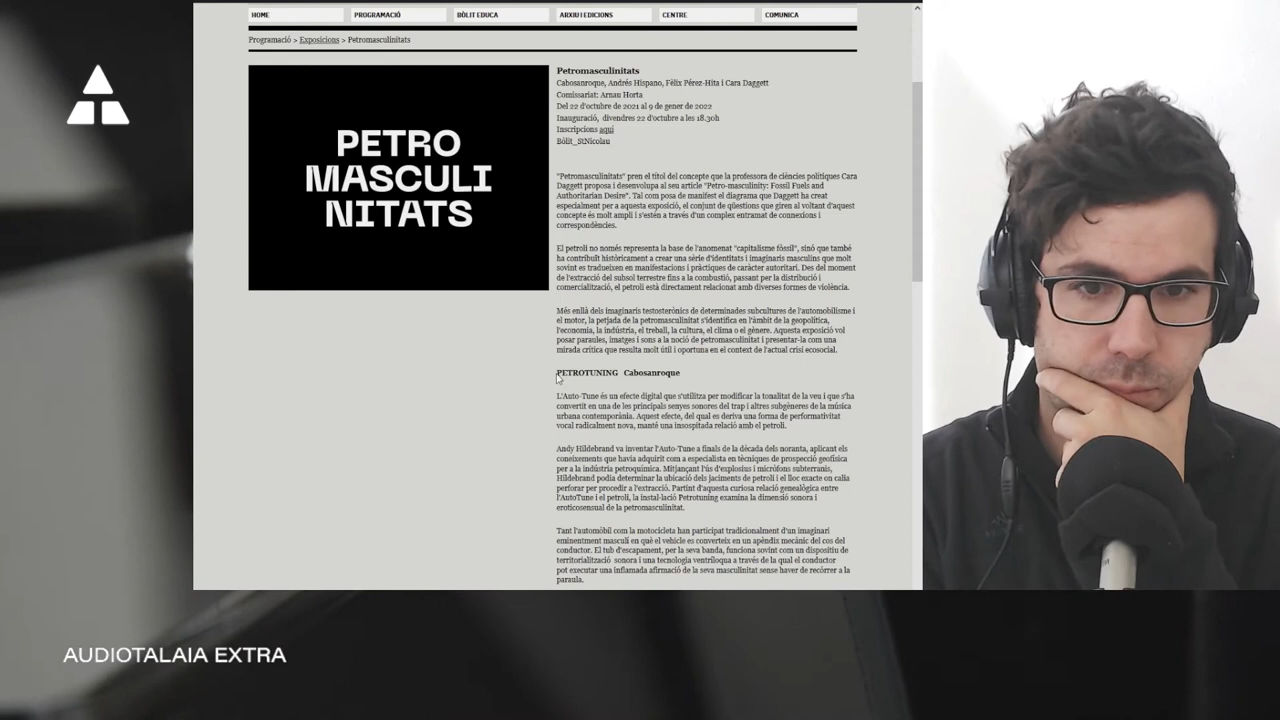 HOME
PROGRAMACIÓ
BÒLIT EDUCA
ARXIU I EDICIONS
CENTRE
COMUNICA
Programació > Exposicions > Petromasculinitats
PETRO
MASCULI
NITATS
Petromasculinitats
Cabosanroque, Andrés Hispano, Fèlix Pérez-Hita i Cara Daggett
Comissariat: Arnau Horta
Del 22 d'octubre de 2021 al 9 de gener de 2022
Inauguració, divendres 22 d'octubre a les 18.30h
Inscripcions aquí
Bòlit_StNicolau
"Petromasculinitats" pren el títol del concepte que la professora de ciències polítiques Cara
Daggett proposa i desenvolupa al seu article "Petro-masculinity: Fossil Fuels and
Authoritarian Desire". Tal com posa de manifest el diagrama que Daggett ha creat
especialment per a aquesta exposició, el conjunt de qüestions que giren al voltant d'aquest
concepte és molt ampli i s'estén a través d'un complex entramat de connexions i
correspondències.
El petroli no només representa la base de l'anomenat "capitalisme fòssil", sinó que també
ha contribuït històricament a crear una sèrie d'identitats i imaginaris masculins que molt
sovint es tradueixen en manifestacions i pràctiques de caràcter autoritari. Des del moment
de l'extracció del subsol terrestre fins a la combustió, passant per la distribució i
comercialització, el petroli està directament relacionat amb diverses formes de violència.
Més enllà dels imaginaris testosterònics de determinades subcultures de l'automobilisme i
el motor, la petjada de la petromasculinitat s'identifica en l'àmbit de la geopolítica,
l'economia, la indústria, el treball, la cultura, el clima o el gènere. Aquesta exposició vol
posar paraules, imatges i sons a la noció de petromasculinitat i presentar-la com una
mirada crítica que resulta molt útil i oportuna en el context de l'actual crisi ecosocial.
PETROTUNING Cabosanroque
L'Auto-Tune és un efecte digital que s'utilitza per modificar la tonalitat de la veu i que s'ha
convertit en una de les principals senyes sonores del trap i altres subgèneres de la música
urbana contemporània. Aquest efecte, del qual es deriva una forma de performativitat
vocal radicalment nova, manté una insospitada relació amb el petroli.
Andy Hildebrand va inventar l'Auto-Tune a finals de la dècada dels noranta, aplicant els
coneixements que havia adquirit com a especialista en tècniques de prospecció geofísica
per a la indústria petroquímica. Mitjançant l'ús d'explosius i micròfons subterranis,
Hildebrand podia determinar la ubicació dels jaciments de petroli i el lloc exacte on calia
perforar per procedir a l'extracció. Partint d'aquesta curiosa relació genealògica entre
l'AutoTune i el petroli, la instal·lació Petrotuning examina la dimensió sonora i
eroticosensual de la petromasculinitat.
Tant l'automòbil com la motocicleta han participat tradicionalment d'un imaginari
eminentment masculí en què el vehicle es converteix en un apèndix mecànic del cos del
conductor. El tub d'escapament, per la seva banda, funciona sovint com un dispositiu de
territorialització sonora i una tecnologia ventríloqua a través de la qual el conductor
pot executar una inflamada afirmació de la seva masculinitat sense haver de recórrer a la
paraula.
AUDIOTALAIA EXTRA